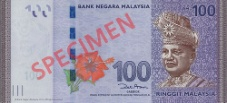 BANK NEGARA MALAYSIA
100
100
SPECIMEN
100
RINGGIT MALAYSIA